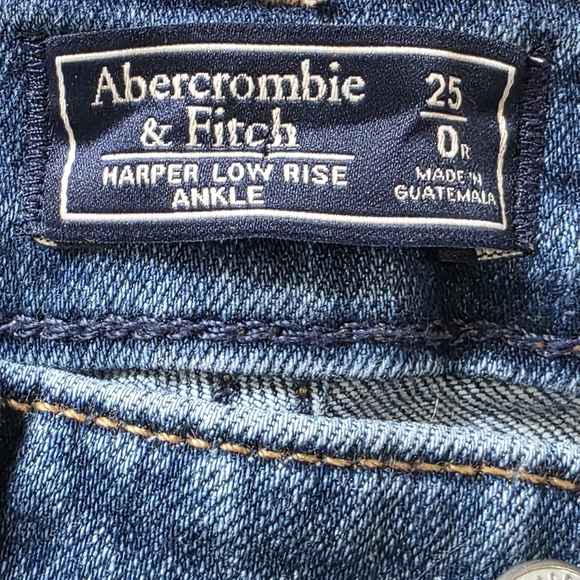 Abercrombie
& Fitch
HARPER LOW RISE
ANKLE
25
0R
MADE IN
GUATEMALA